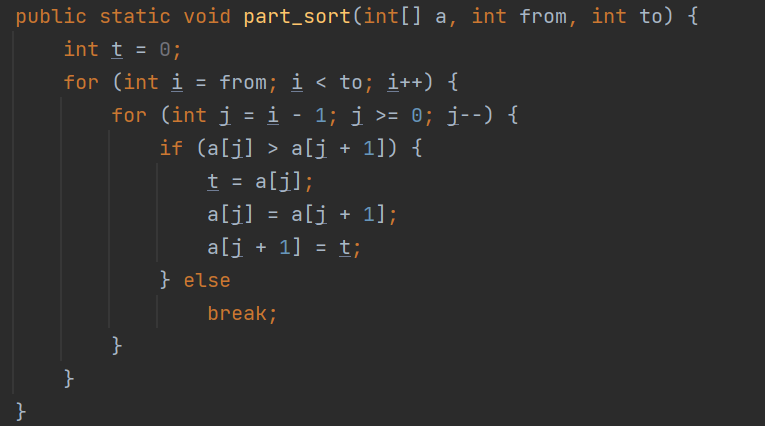 public static void part_sort(int[] a, int from, int to) {
    int t = 0;
    for (int i = from; i < to; i++) {
        for (int j = i - 1; j >= 0; j--) {
            if (a[j] > a[j + 1]) {
                t = a[j];
                a[j] = a[j + 1];
                a[j + 1] = t;
            } else
                break;
        }
    }
}